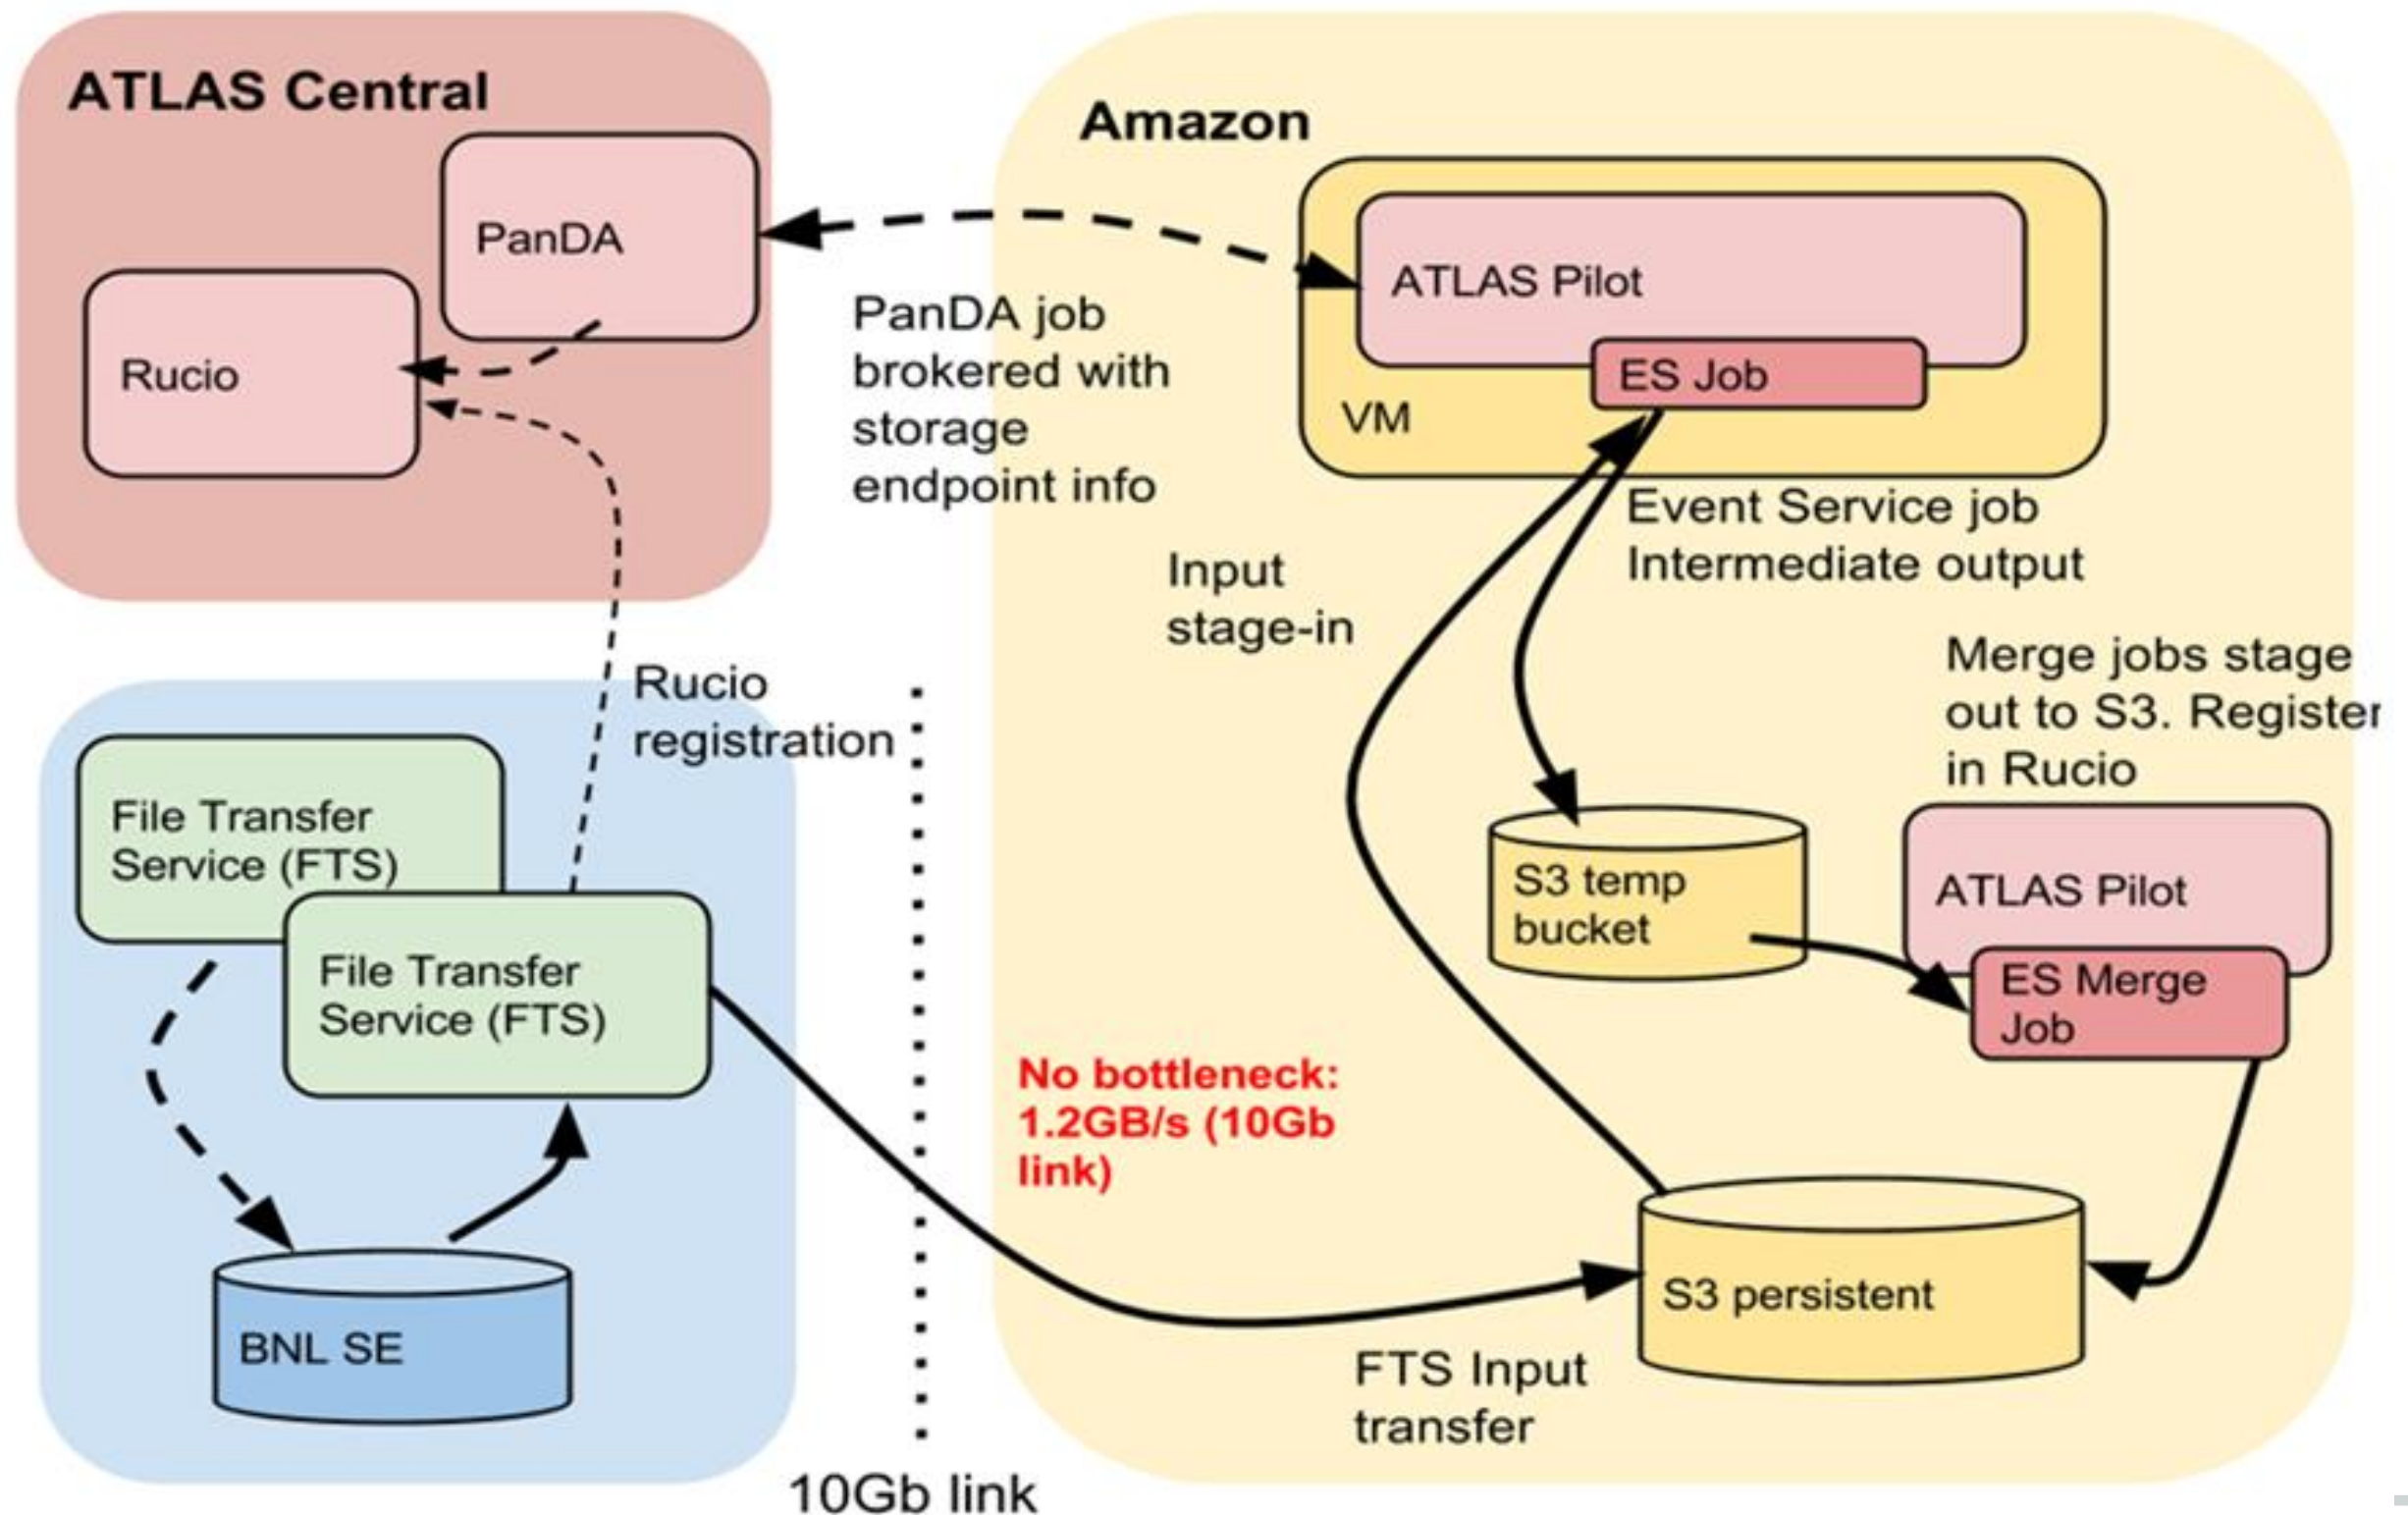 ATLAS Central
PanDA
Rucio
Amazon
ATLAS Pilot
ES Job
VM
PanDA job
brokered with
storage
endpoint info
Event Service job
Intermediate output
Input
stage-in
Merge jobs stage
out to S3. Register
in Rucio
Rucio
registration
File Transfer
Service (FTS)
File Transfer
Service (FTS)
S3 temp
bucket
ATLAS Pilot
ES Merge
Job
No bottleneck:
1.2GB/s (10Gb
link)
BNL SE
S3 persistent
FTS Input
transfer
10Gb link